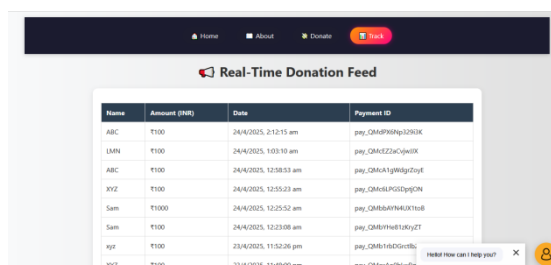 Home About Donate Track
Real-Time Donation Feed
Name Amount (INR) Date Payment ID
ABC ₹100 24/4/2025, 2:12:15 am pay_QMdPX6Np329i3K
LMN ₹100 24/4/2025, 1:03:10 am
ABC ₹100 24/4/2025, 12:58:53 am pay_QMcA1gWdgrZoyE
XYZ ₹100 24/4/2025, 12:55:23 am pay_QMc6LPGSDptjON
Sam ₹1000 24/4/2025, 12:25:52 am pay_QMbbAYN4UX1toB
Sam ₹100 24/4/2025, 12:23:08 am pay_QMbYHe81zKryZT
xyz ₹100 23/4/2025, 11:52:26 pm
Hello! How can I help you?